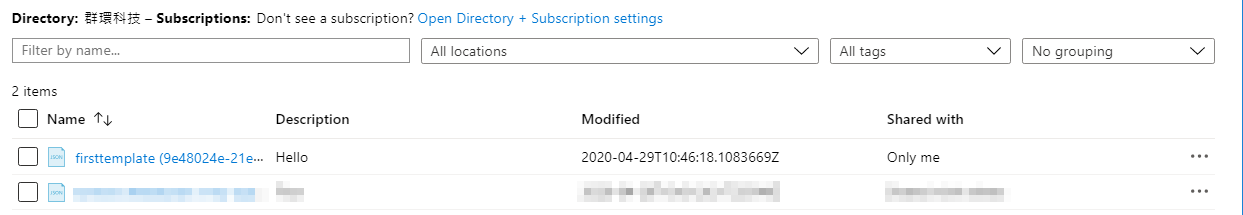 Directory: 群環科技 – Subscriptions: Don't see a subscription? Open Directory + Subscription settings
Filter by name... All locations All tags No grouping
2 items
Name ↑↓ Description Modified Shared with
JSON firsttemplate (9e48024e-21e... Hello 2020-04-29T10:46:18.1083669Z Only me ...
JSON ...